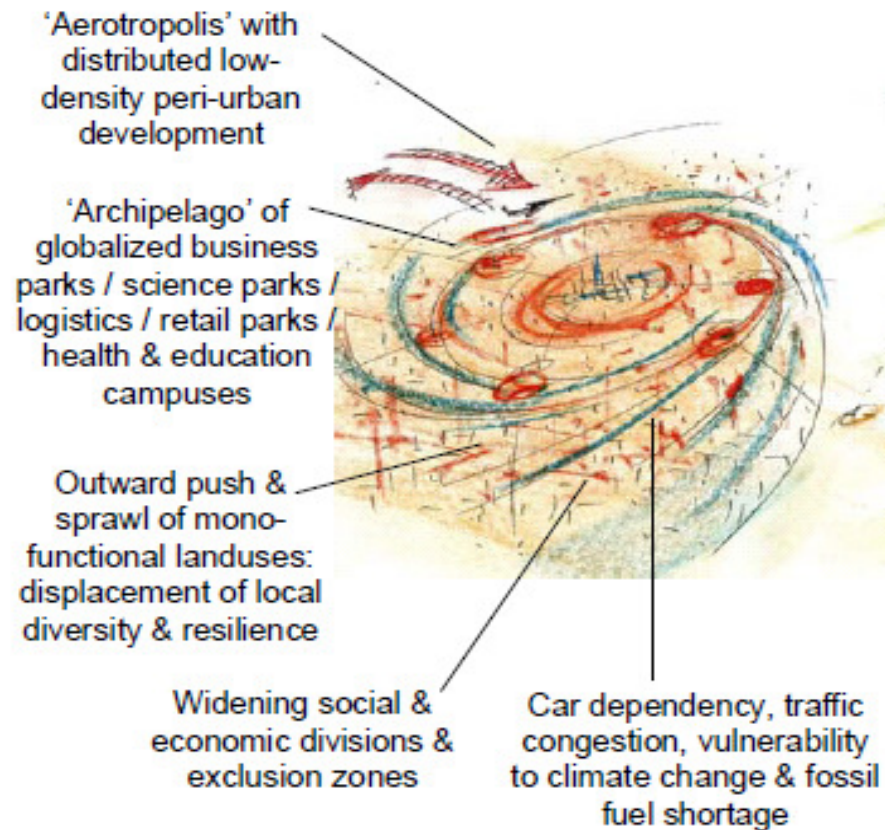 ‘Aerotropolis’ with
distributed low-
density peri-urban
development
‘Archipelago’ of
globalized business
parks / science parks /
logistics / retail parks /
health & education
campuses
Outward push &
sprawl of mono-
functional landuses:
displacement of local
diversity & resilience
Widening social &
economic divisions &
exclusion zones
Car dependency, traffic
congestion, vulnerability
to climate change & fossil
fuel shortage